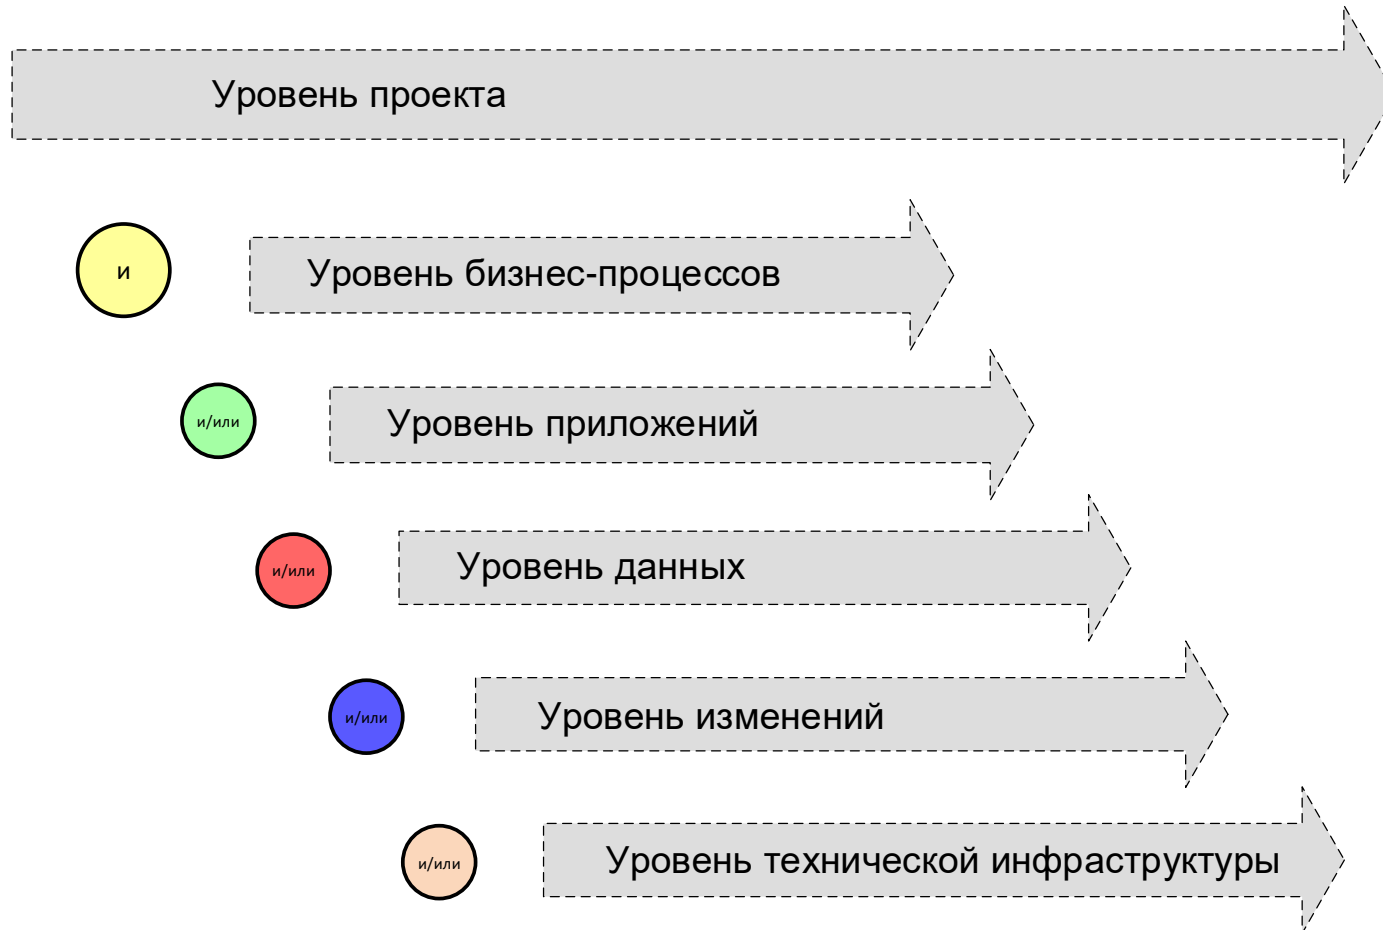 Уровень проекта
и
Уровень бизнес-процессов
и/или
Уровень приложений
и/или
Уровень данных
и/или
Уровень изменений
и/или
Уровень технической инфраструктуры